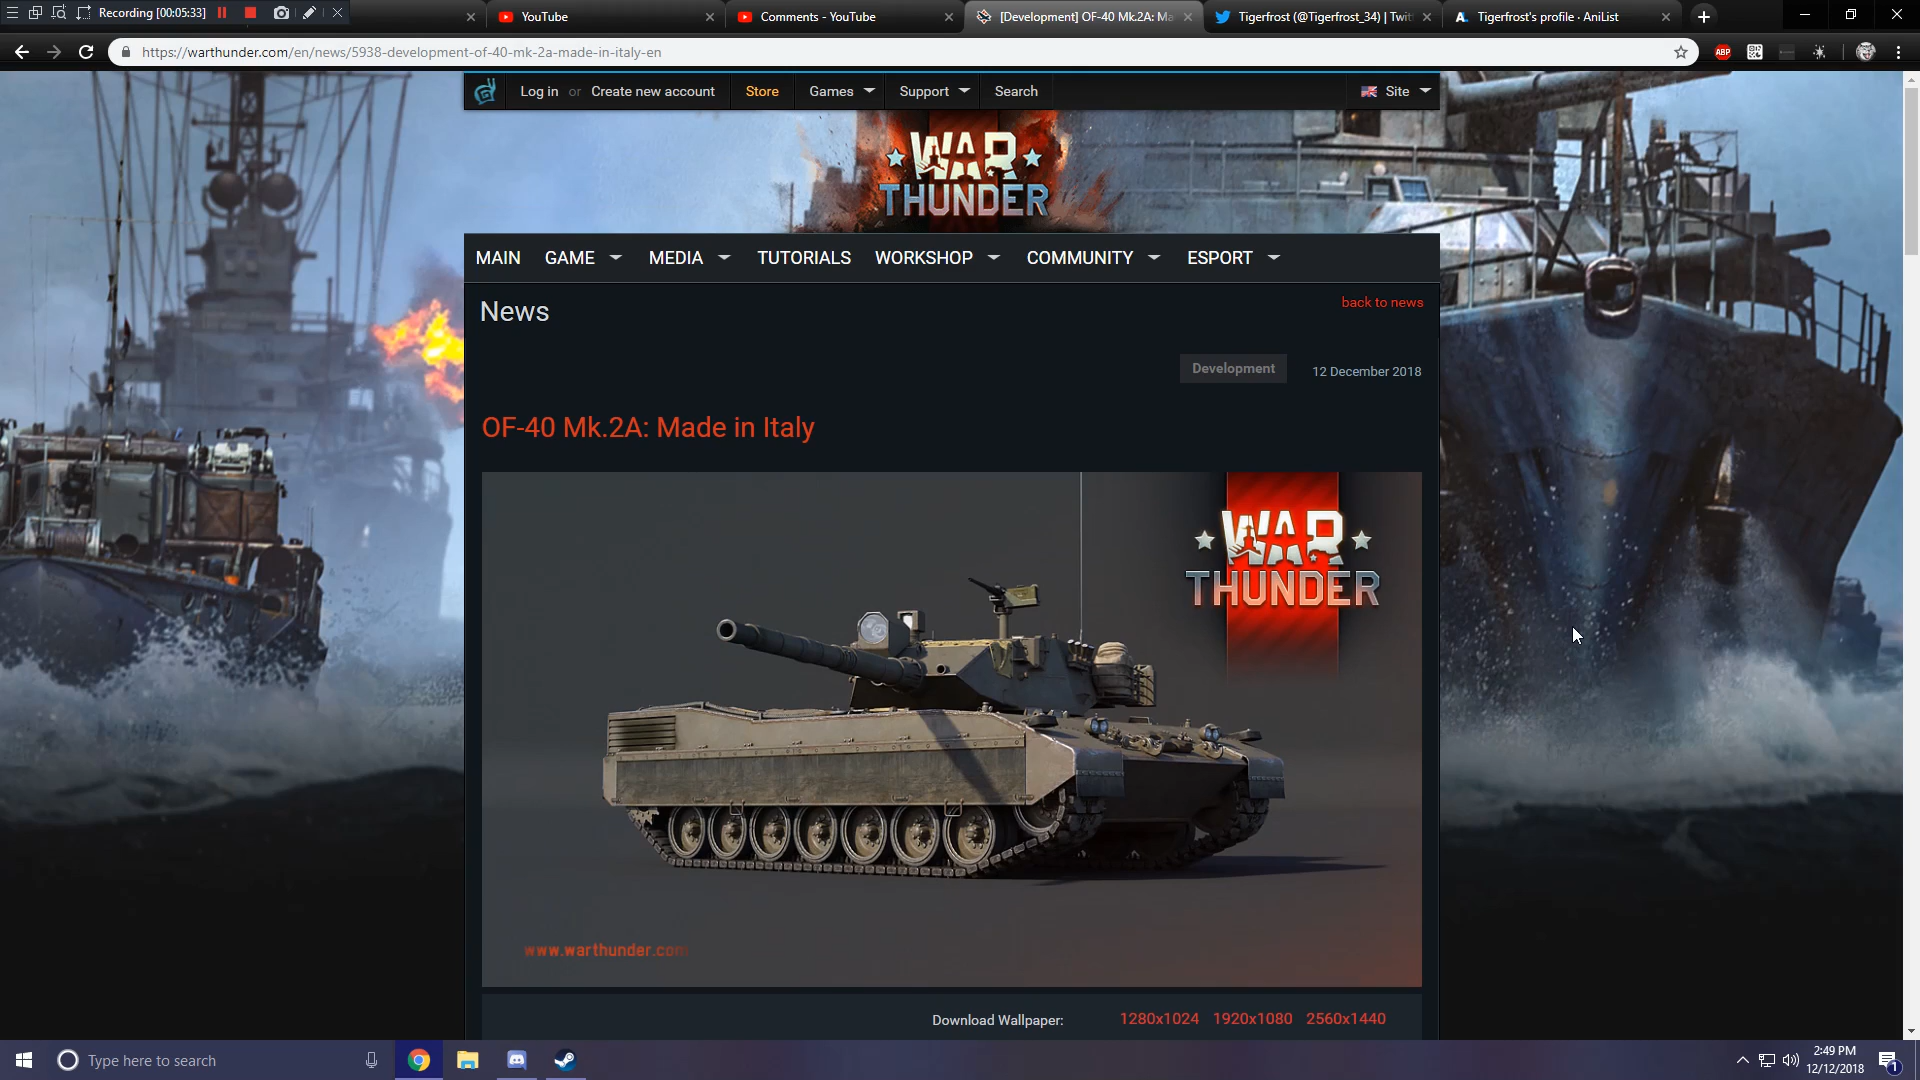 Recording [00:05:33]
YouTube
Comments - YouTube
[Development] OF-40 Mk.2A: Ma
Tigerfrost (@Tigerfrost_34) | Twit
Tigerfrost's profile · AniList
https://warthunder.com/en/news/5938-development-of-40-mk-2a-made-in-italy-en
ABP
Log in or Create new account
Store
Games
Support
Search
Site
WAR
THUNDER
MAIN
GAME
MEDIA
TUTORIALS
WORKSHOP
COMMUNITY
ESPORT
News
back to news
Development
12 December 2018
OF-40 Mk.2A: Made in Italy
WAR
THUNDER
www.warthunder.com
Download Wallpaper:
1280x1024
1920x1080
2560x1440
Type here to search
2:49 PM
12/12/2018
1